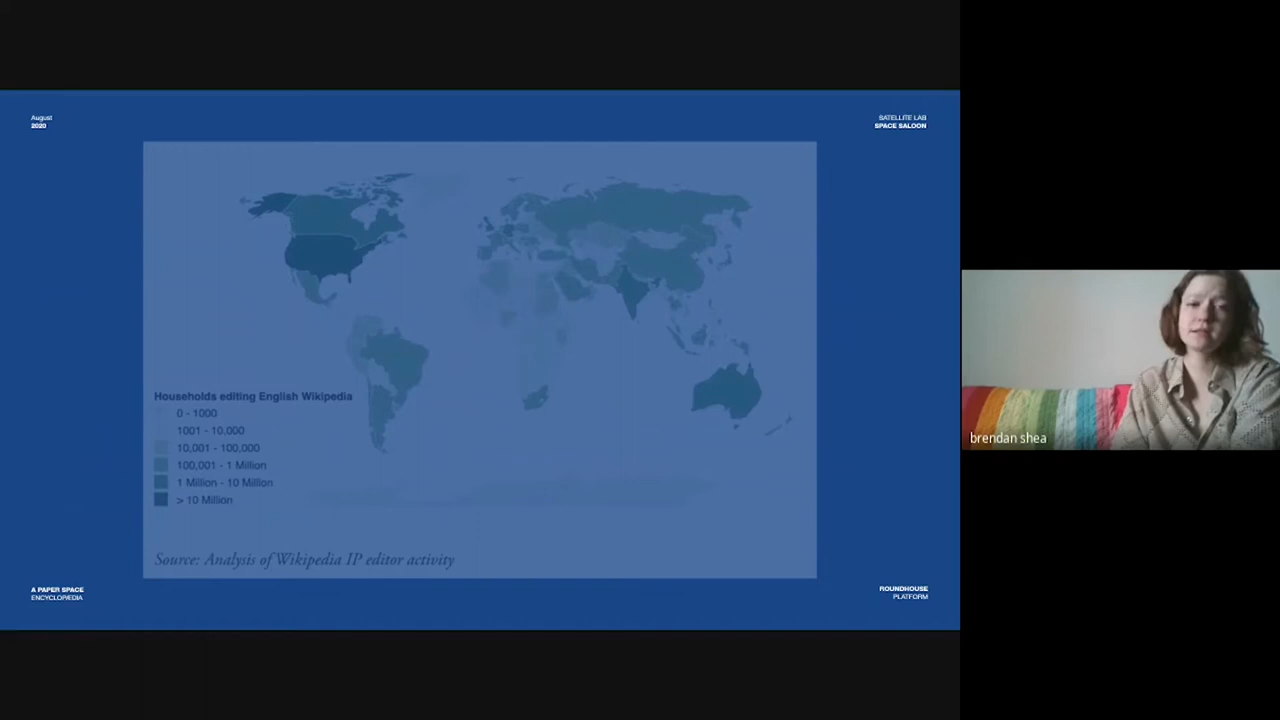 August
2020
SATELLITE LAB
SPACE SALOON
Households editing English Wikipedia
0 - 1000
1001 - 10,000
10,001 - 100,000
100,001 - 1 Million
1 Million - 10 Million
> 10 Million
Source: Analysis of Wikipedia IP editor activity
A PAPER SPACE
ENCYCLOPÆDIA
ROUNDHOUSE
PLATFORM
brendan shea